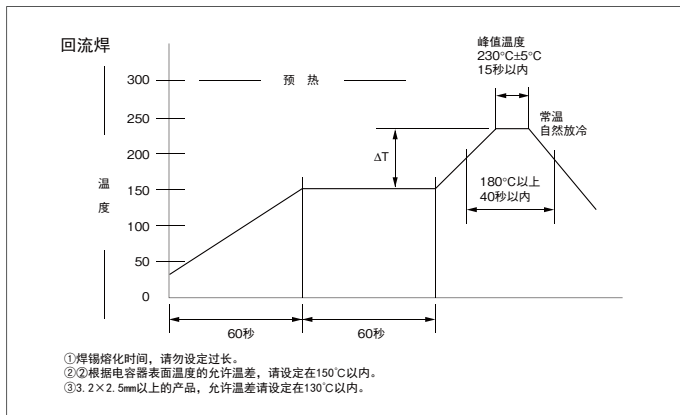 回流焊
峰值温度
230°C±5°C
15秒以内
300
预 热
常温
自然放冷
250
200
ΔT
温
度
150
180°C以上
40秒以内
100
50
0
60秒
60秒
①焊锡熔化时间，请勿设定过长。
②②根据电容器表面温度的允许温差，请设定在150℃以内。
③3.2×2.5mm以上的产品，允许温差请设定在130℃以内。